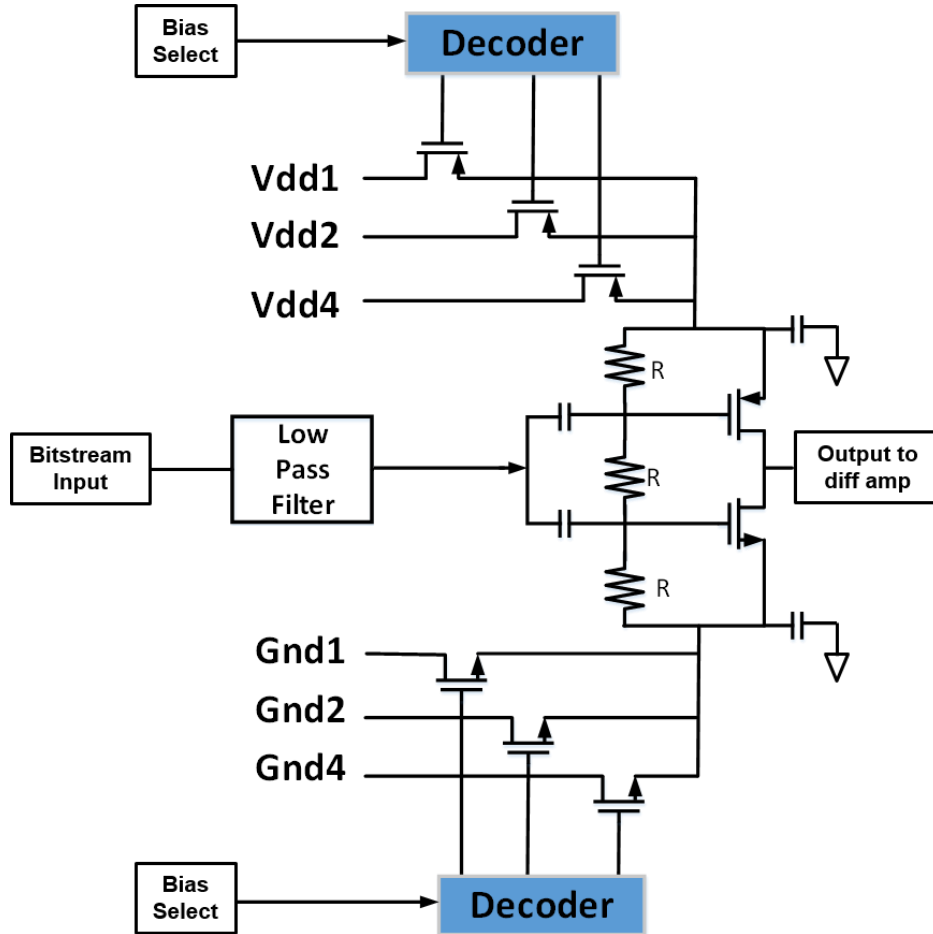 Bias
Select
Decoder
Vdd1
Vdd2
Vdd4
R
Bitstream
Input
Low
Pass
Filter
R
Output to
diff amp
R
Gnd1
Gnd2
Gnd4
Bias
Select
Decoder